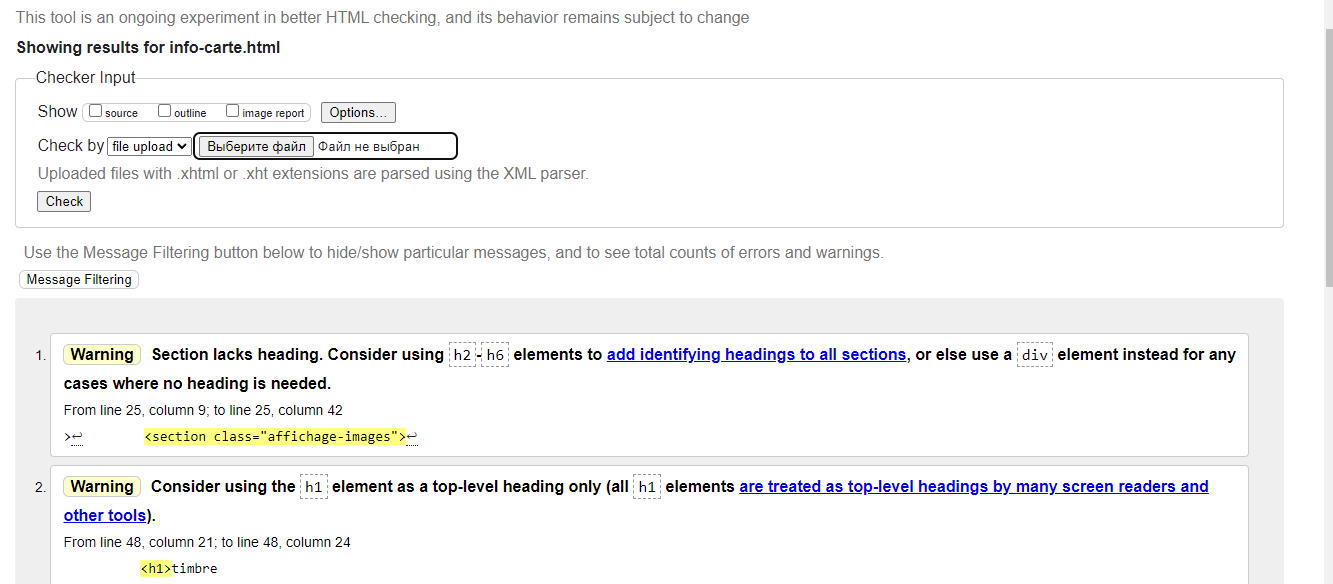 This tool is an ongoing experiment in better HTML checking, and its behavior remains subject to change
Showing results for info-carte.html
Checker Input
Show source outline image report Options...
Check by file upload Выберите файл Файл не выбран
Uploaded files with .xhtml or .xht extensions are parsed using the XML parser.
Check
Use the Message Filtering button below to hide/show particular messages, and to see total counts of errors and warnings.
Message Filtering
1. Warning Section lacks heading. Consider using h2-h6 elements to add identifying headings to all sections, or else use a div element instead for any
cases where no heading is needed.
From line 25, column 9; to line 25, column 42
>↩ <section class="affichage-images">↩
2. Warning Consider using the h1 element as a top-level heading only (all h1 elements are treated as top-level headings by many screen readers and
other tools).
From line 48, column 21; to line 48, column 24
<h1>timbre